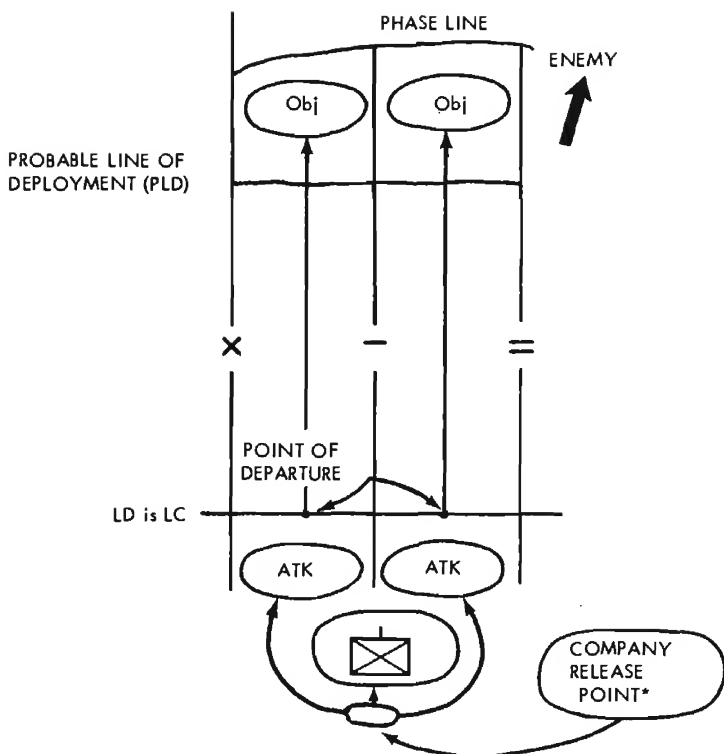 PHASE LINE
ENEMY
Obj
Obj
PROBABLE LINE OF
DEPLOYMENT (PLD)
POINT OF
DEPARTURE
LD is LC
ATK
ATK
COMPANY
RELEASE
POINT*